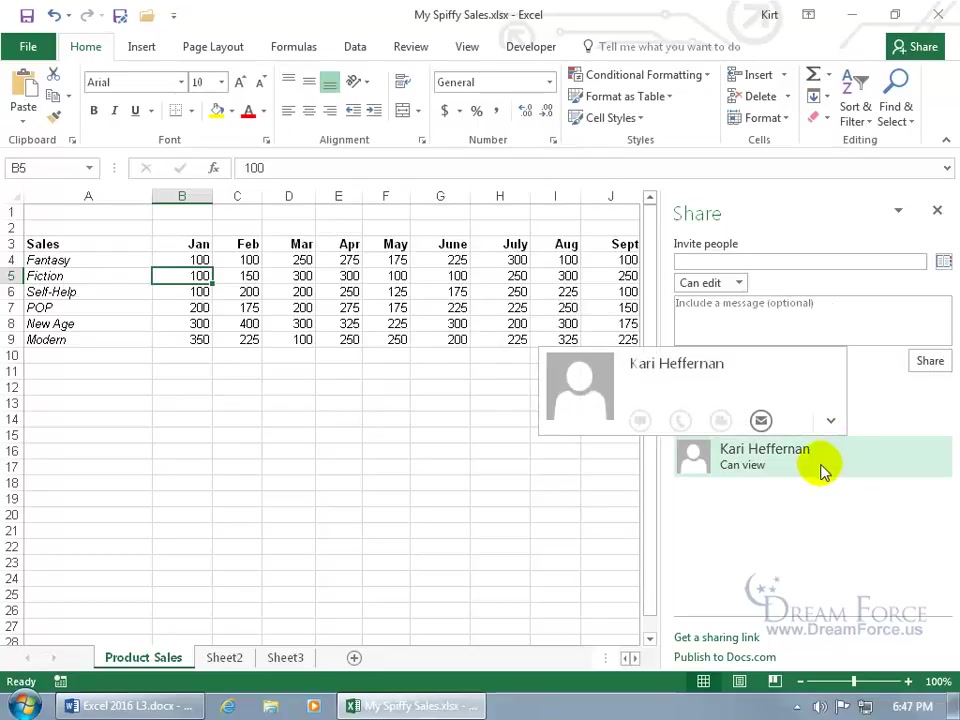 My Spiffy Sales.xlsx - Excel
Kirt
File Home Insert Page Layout Formulas Data Review View Developer Tell me what you want to do Share
Paste
Arial 10
B I U A
General
$ % ,
Conditional Formatting
Format as Table
Cell Styles
Insert
Delete
Format
Sort & Filter
Find & Select
Clipboard Font Alignment Number Styles Cells Editing
B5 fx 100
A B C D E F G H I J
1
2
3 Sales Jan Feb Mar Apr May June July Aug Sept
4 Fantasy 100 100 250 275 175 225 300 100 100
5 Fiction 100 150 300 300 100 100 250 300 250
6 Self-Help 100 200 200 250 125 175 250 225 100
7 POP 200 175 200 275 175 225 225 250 150
8 New Age 300 400 300 325 225 300 200 300 175
9 Modern 350 225 100 250 250 200 225 325 225
10
11
12
13
14
15
16
17
18
19
20
21
22
23
24
25
26
27
28
Share
Invite people
Can edit
Include a message (optional)
Share
Kari Heffernan
Kari Heffernan
Can view
DREAM FORCE
www.DreamForce.us
Get a sharing link
Publish to Docs.com
Product Sales Sheet2 Sheet3
Ready
100%
Excel 2016 L3.docx - ...
My Spiffy Sales.xlsx - ...
6:47 PM